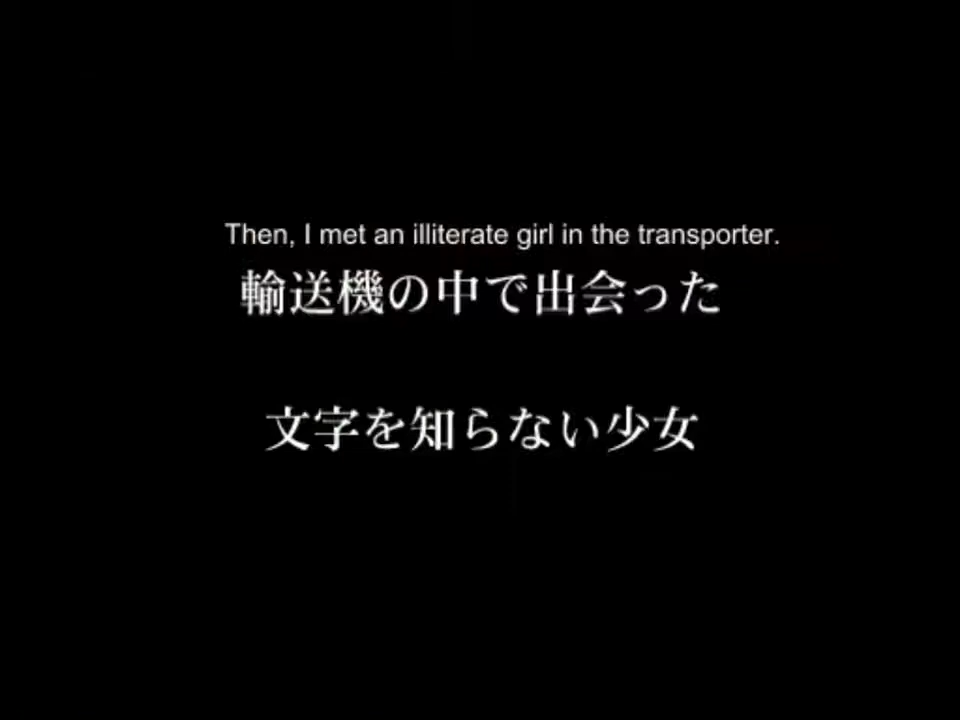 Then, I met an illiterate girl in the transporter.
輸送機の中で出会った
文字を知らない少女